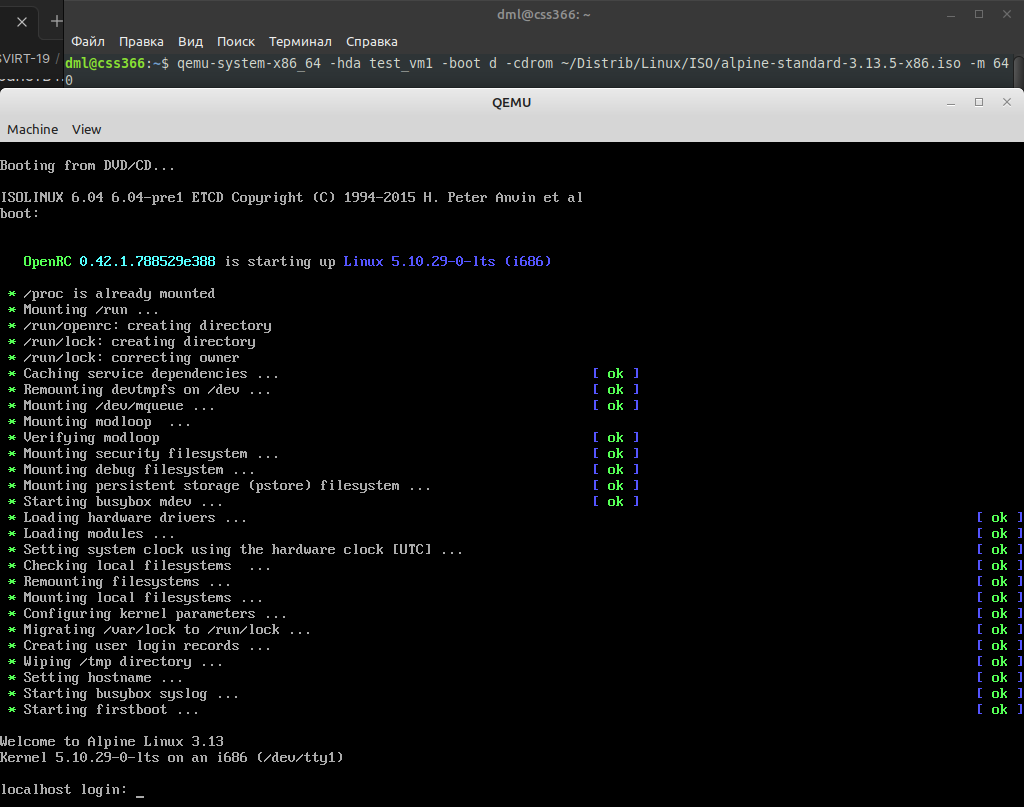 dml@css366: ~
Файл Правка Вид Поиск Терминал Справка
SVIRT-19 /
dml@css366:~$ qemu-system-x86_64 -hda test_vm1 -boot d -cdrom ~/Distrib/Linux/ISO/alpine-standard-3.13.5-x86.iso -m 64
0
QEMU
Machine View
Booting from DVD/CD...
ISOLINUX 6.04 6.04-pre1 ETCD Copyright (C) 1994-2015 H. Peter Anvin et al
boot:
OpenRC 0.42.1.788529e388 is starting up Linux 5.10.29-0-lts (i686)
* /proc is already mounted
* Mounting /run ...
* /run/openrc: creating directory
* /run/lock: creating directory
* /run/lock: correcting owner
* Caching service dependencies ... [ ok ]
* Remounting devtmpfs on /dev ... [ ok ]
* Mounting /dev/mqueue ... [ ok ]
* Mounting modloop  ...
* Verifying modloop [ ok ]
* Mounting security filesystem ... [ ok ]
* Mounting debug filesystem ... [ ok ]
* Mounting persistent storage (pstore) filesystem ... [ ok ]
* Starting busybox mdev ... [ ok ]
* Loading hardware drivers ... [ ok ]
* Loading modules ... [ ok ]
* Setting system clock using the hardware clock [UTC] ... [ ok ]
* Checking local filesystems  ... [ ok ]
* Remounting filesystems ... [ ok ]
* Mounting local filesystems ... [ ok ]
* Configuring kernel parameters ... [ ok ]
* Migrating /var/lock to /run/lock ... [ ok ]
* Creating user login records ... [ ok ]
* Wiping /tmp directory ... [ ok ]
* Setting hostname ... [ ok ]
* Starting busybox syslog ... [ ok ]
* Starting firstboot ... [ ok ]
Welcome to Alpine Linux 3.13
Kernel 5.10.29-0-lts on an i686 (/dev/tty1)
localhost login: _